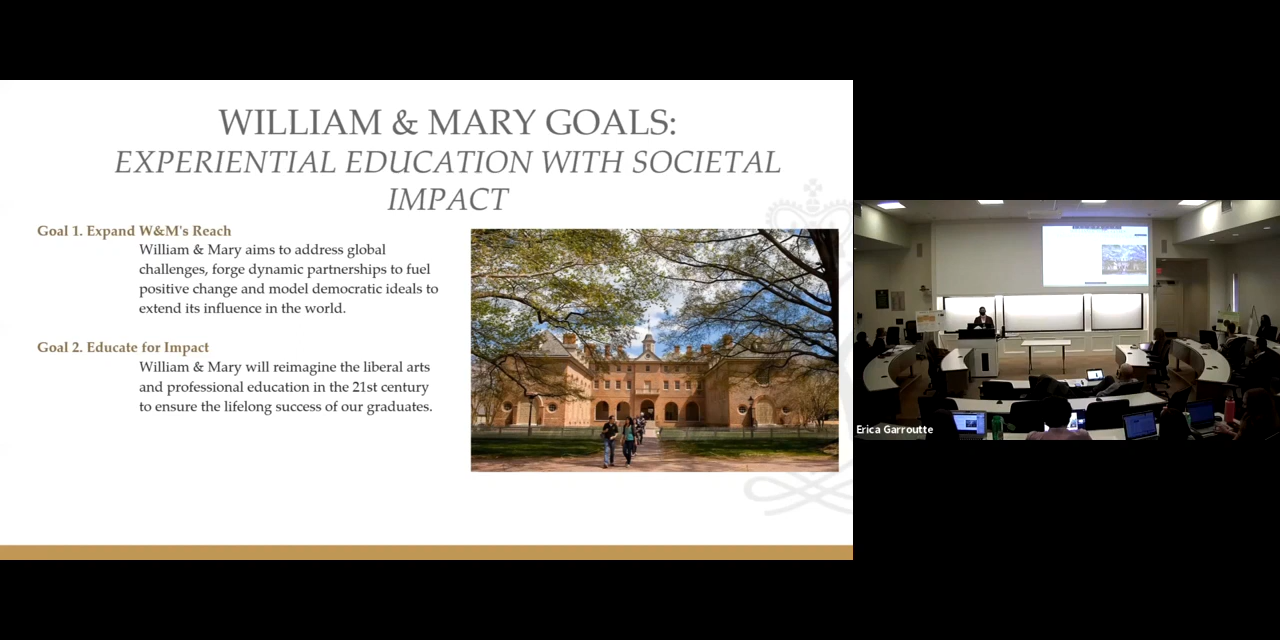 WILLIAM & MARY GOALS:
EXPERIENTIAL EDUCATION WITH SOCIETAL
IMPACT
Goal 1. Expand W&M's Reach
William & Mary aims to address global
challenges, forge dynamic partnerships to fuel
positive change and model democratic ideals to
extend its influence in the world.
Goal 2. Educate for Impact
William & Mary will reimagine the liberal arts
and professional education in the 21st century
to ensure the lifelong success of our graduates.
Erica Garroutte